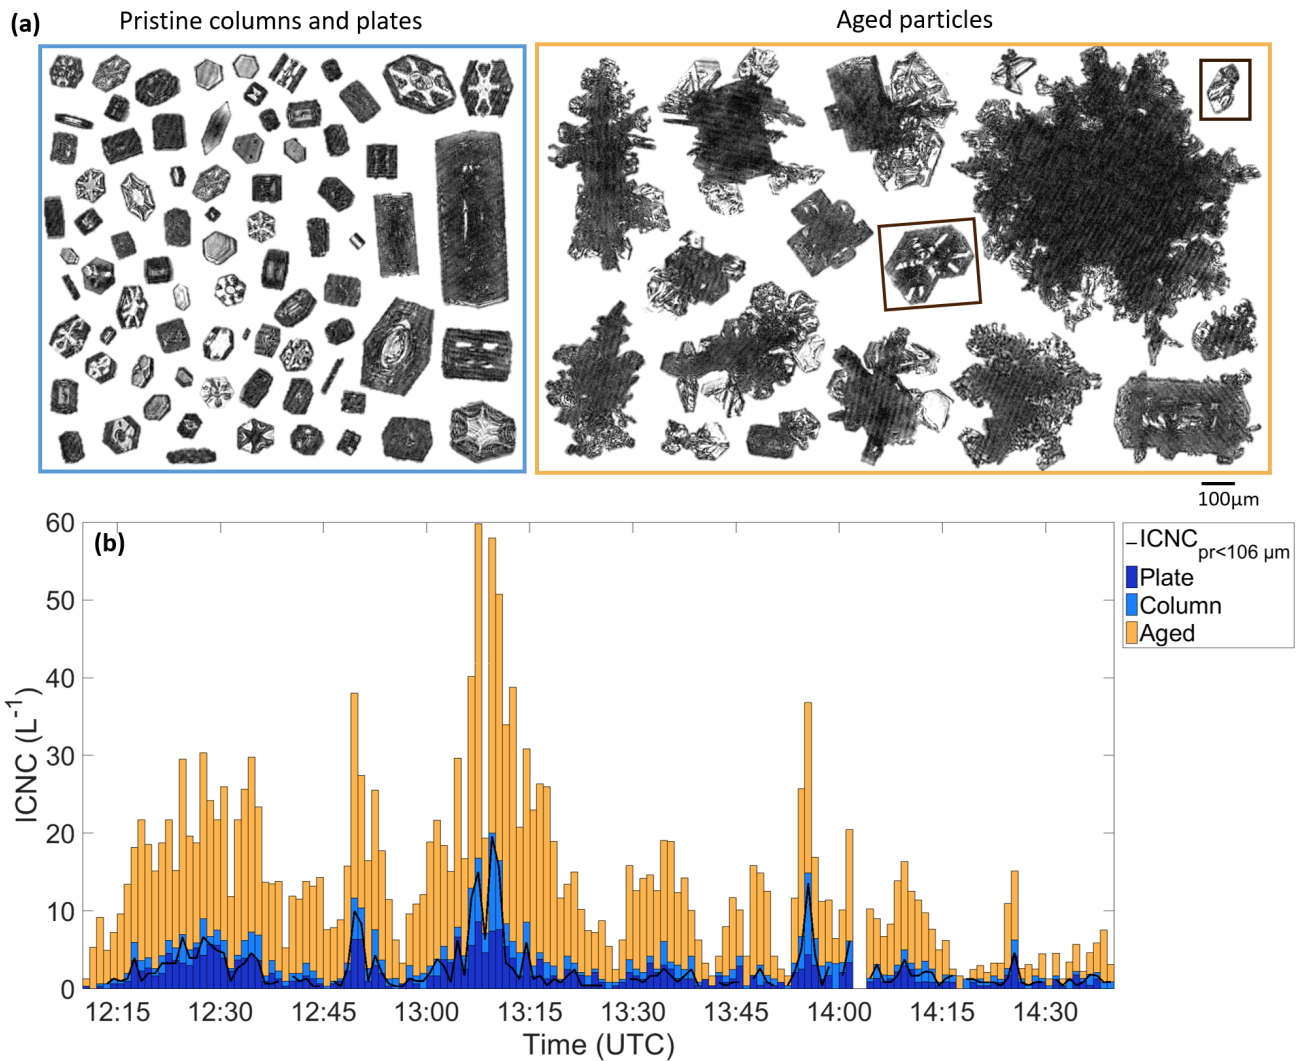 (a)
Pristine columns and plates
Aged particles
100μm
(b)
60
50
40
30
20
10
0
ICNC (L⁻¹)
12:15 12:30 12:45 13:00 13:15 13:30 13:45 14:00 14:15 14:30
Time (UTC)
ICNC pr<106 μm
Plate
Column
Aged